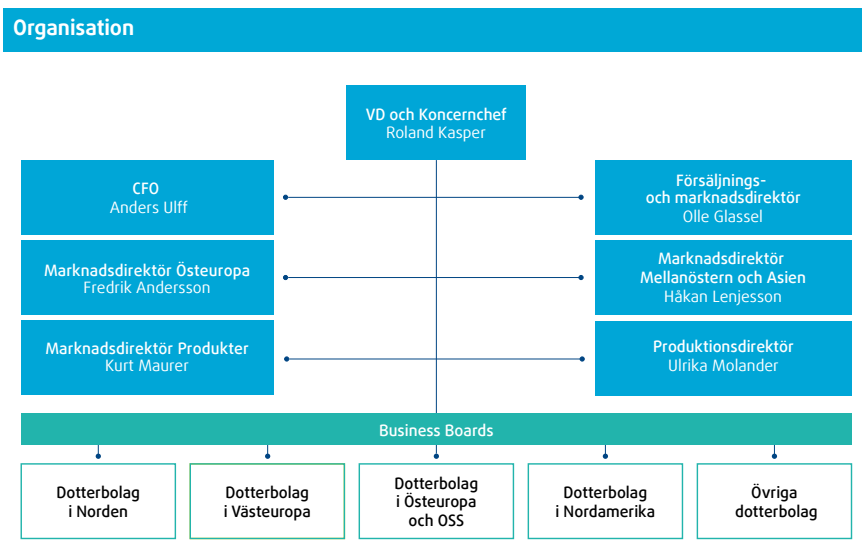 Organisation
VD och Koncernchef
Roland Kasper
CFO
Anders Ulff
Försäljnings-
och marknadsdirektör
Olle Glassel
Marknadsdirektör Östeuropa
Fredrik Andersson
Marknadsdirektör
Mellanöstern och Asien
Håkan Lenjesson
Marknadsdirektör Produkter
Kurt Maurer
Produktionsdirektör
Ulrika Molander
Business Boards
Dotterbolag
i Norden
Dotterbolag
i Västeuropa
Dotterbolag
i Östeuropa
och OSS
Dotterbolag
i Nordamerika
Övriga
dotterbolag